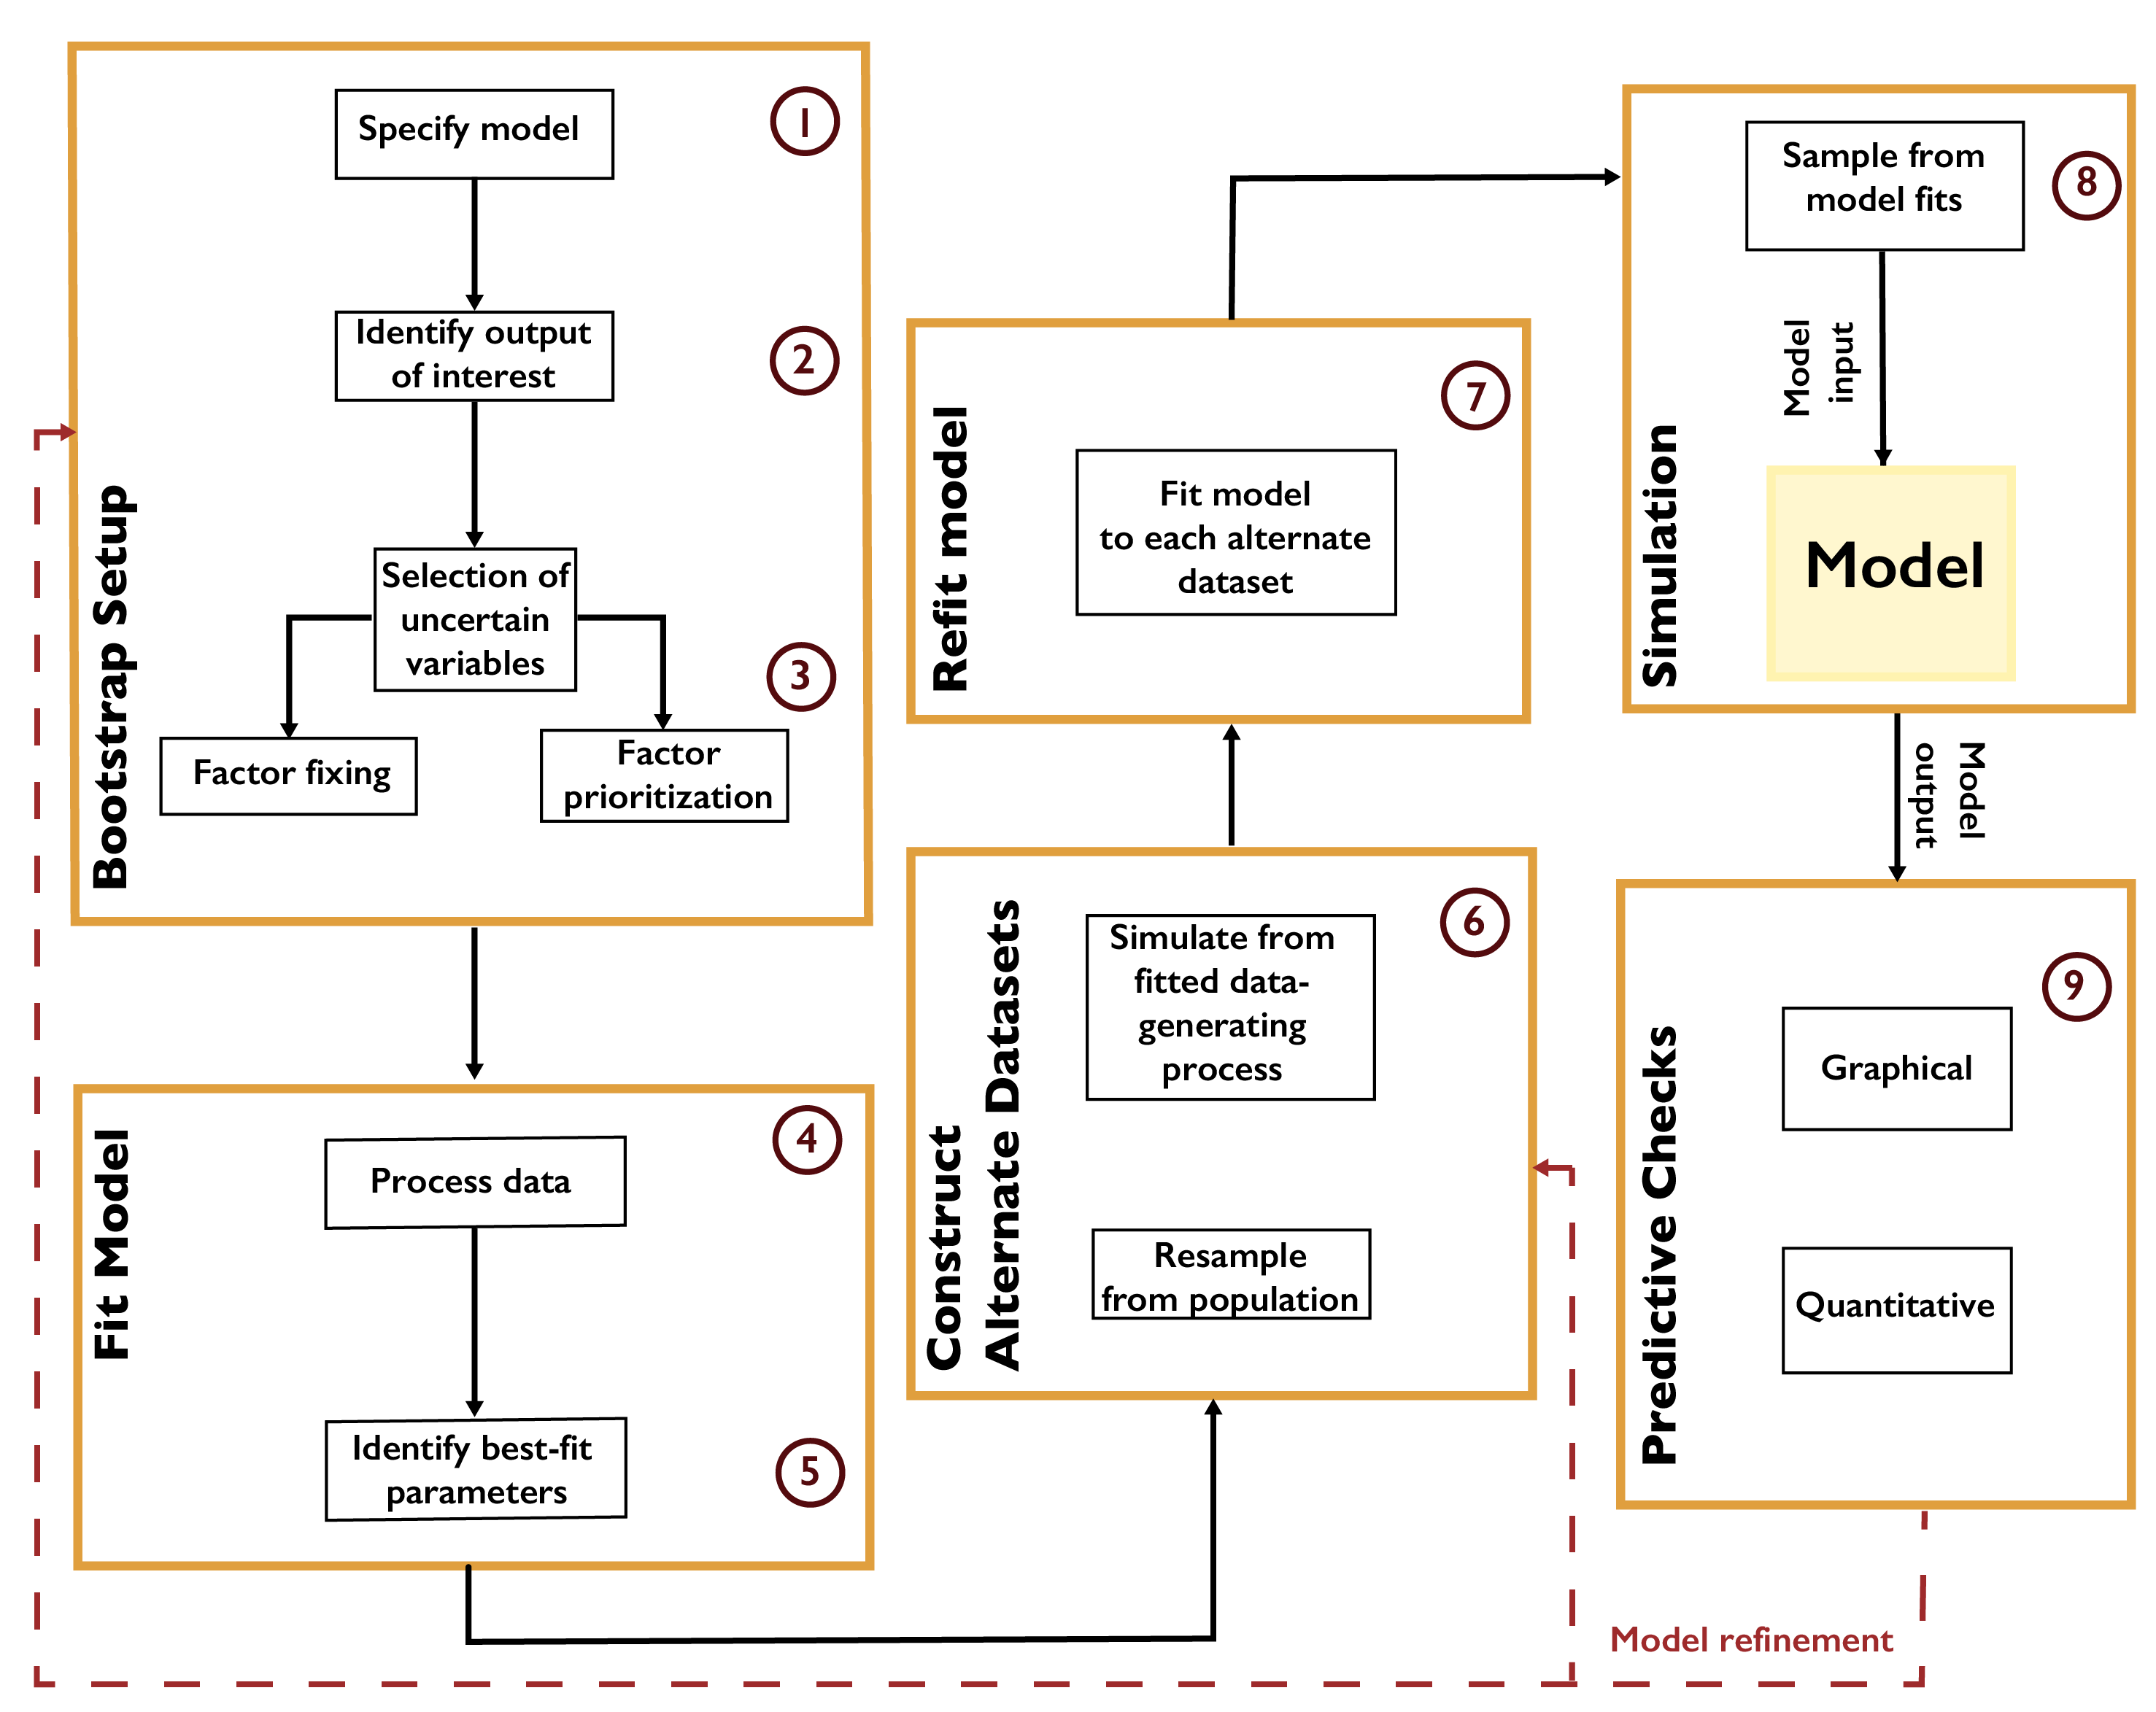 Bootstrap Setup
Specify model
1
Identify output
of interest
2
Selection of
uncertain
variables
3
Factor fixing
Factor
prioritization
Fit Model
Process data
4
Identify best-fit
parameters
5
Construct
Alternate Datasets
Simulate from
fitted data-
generating
process
6
Resample
from population
Refit model
Fit model
to each alternate
dataset
7
Simulation
Sample from
model fits
8
Model
input
Model
Model
output
Predictive Checks
9
Graphical
Quantitative
Model refinement